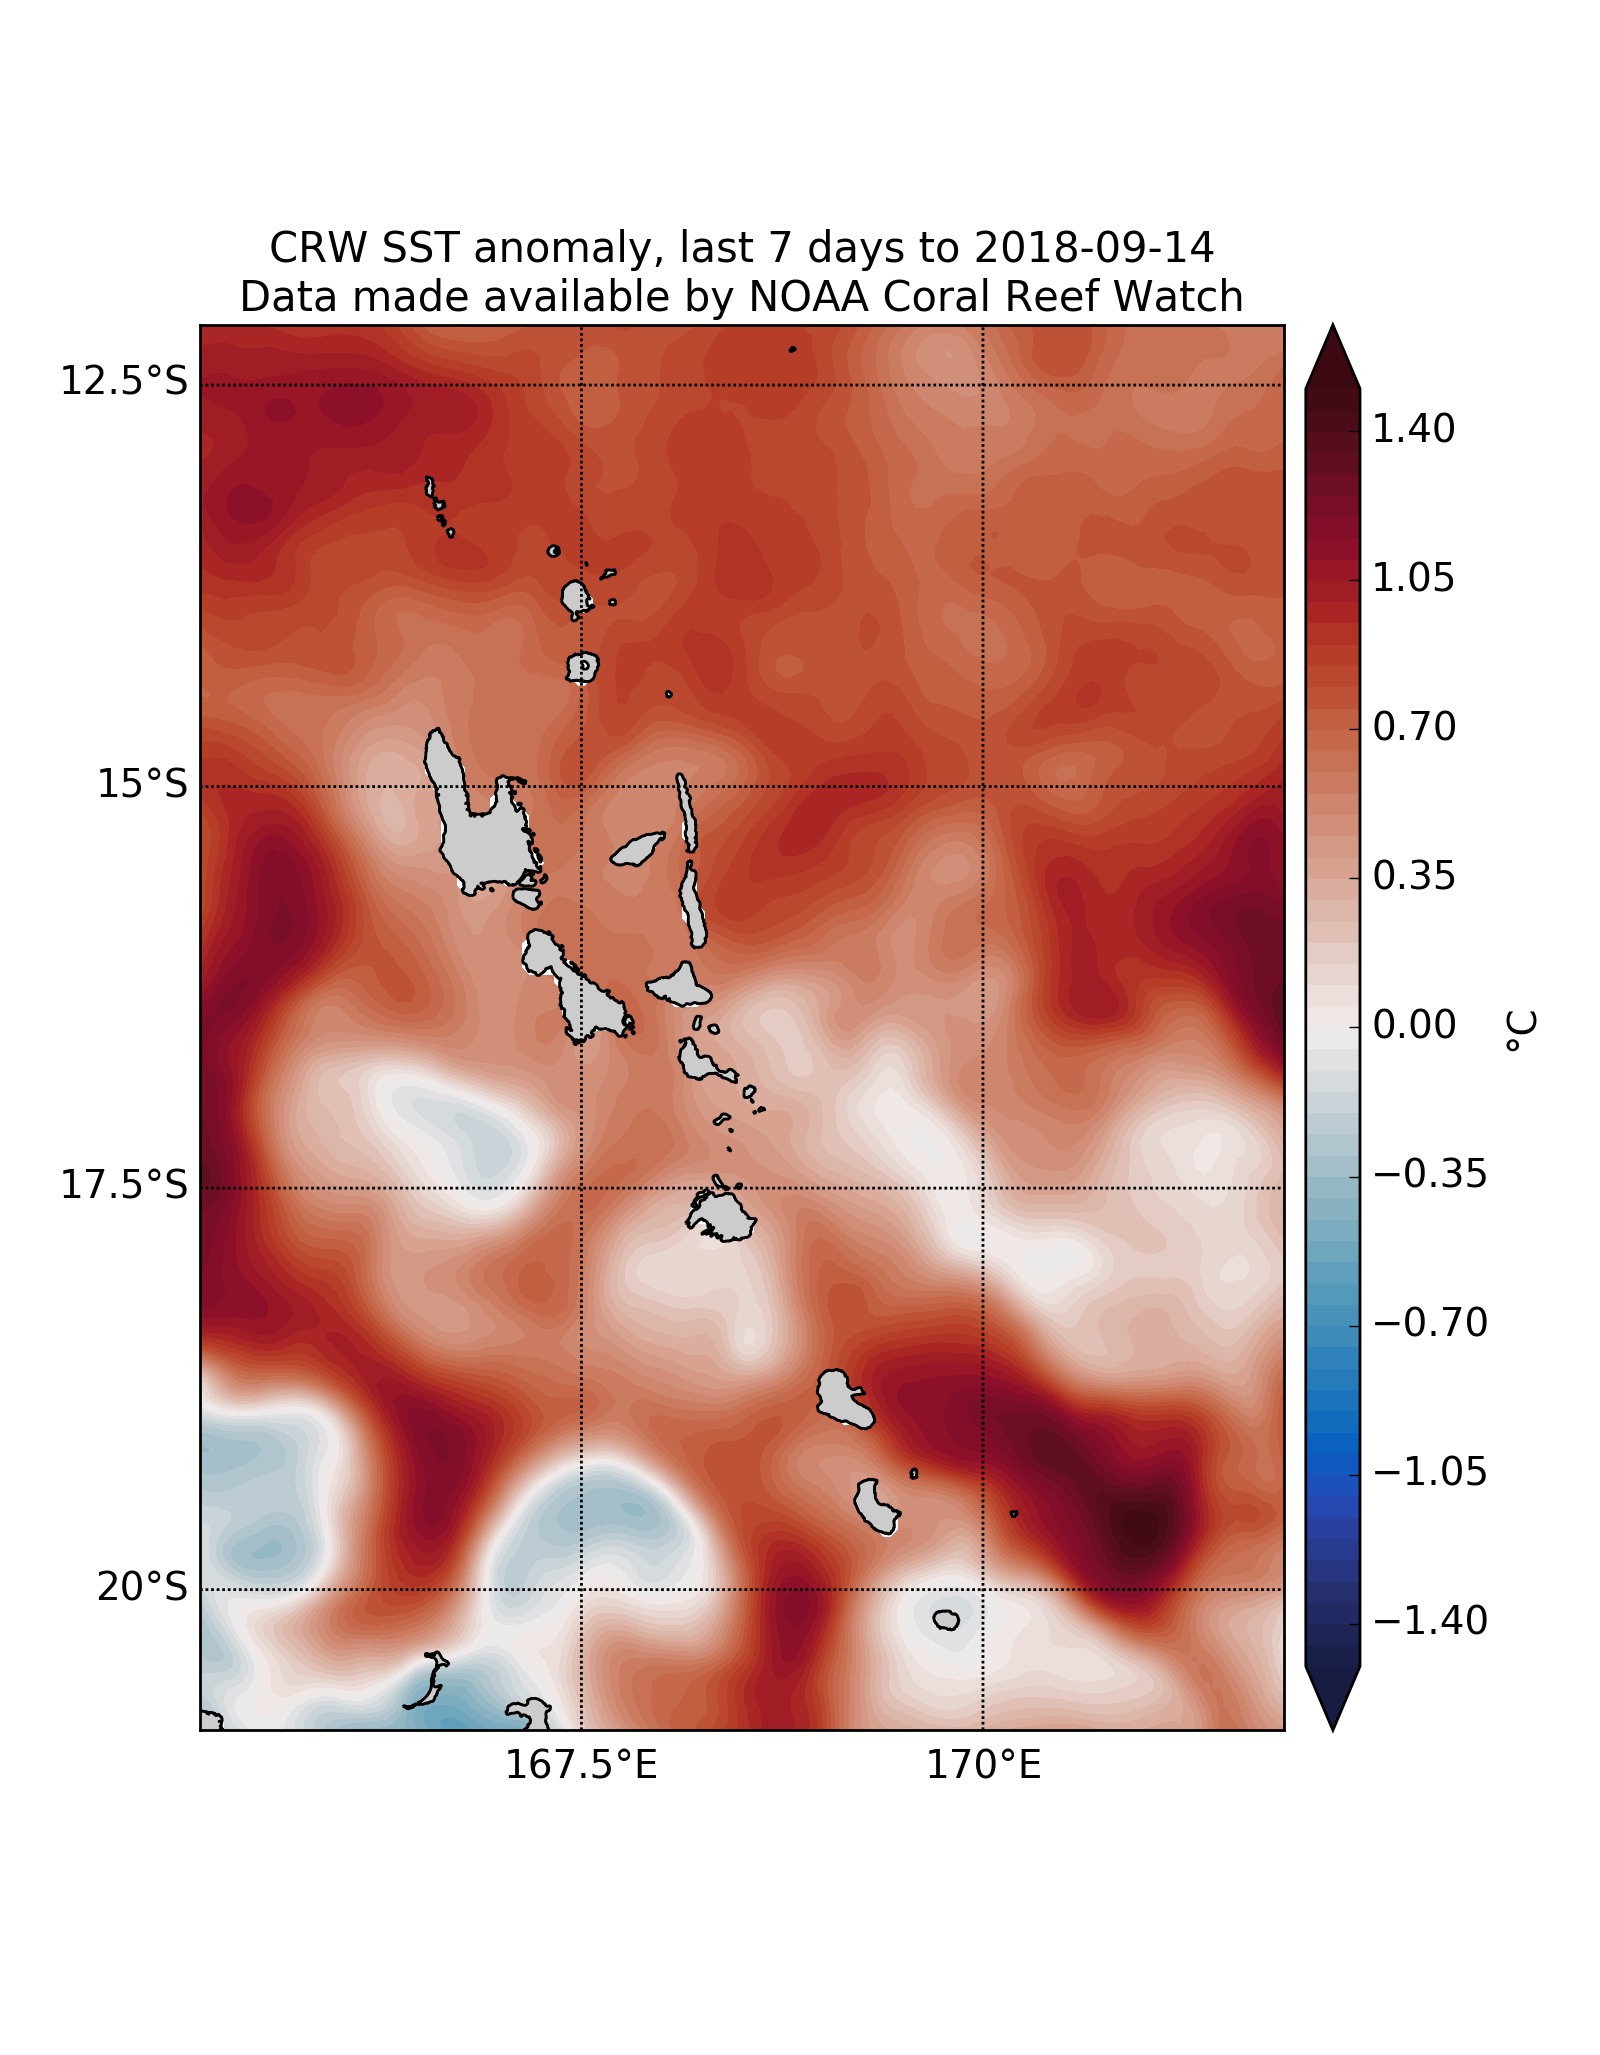 CRW SST anomaly, last 7 days to 2018-09-14
Data made available by NOAA Coral Reef Watch
12.5°S
15°S
17.5°S
20°S
167.5°E
170°E
1.40
1.05
0.70
0.35
0.00
−0.35
−0.70
−1.05
−1.40
°C